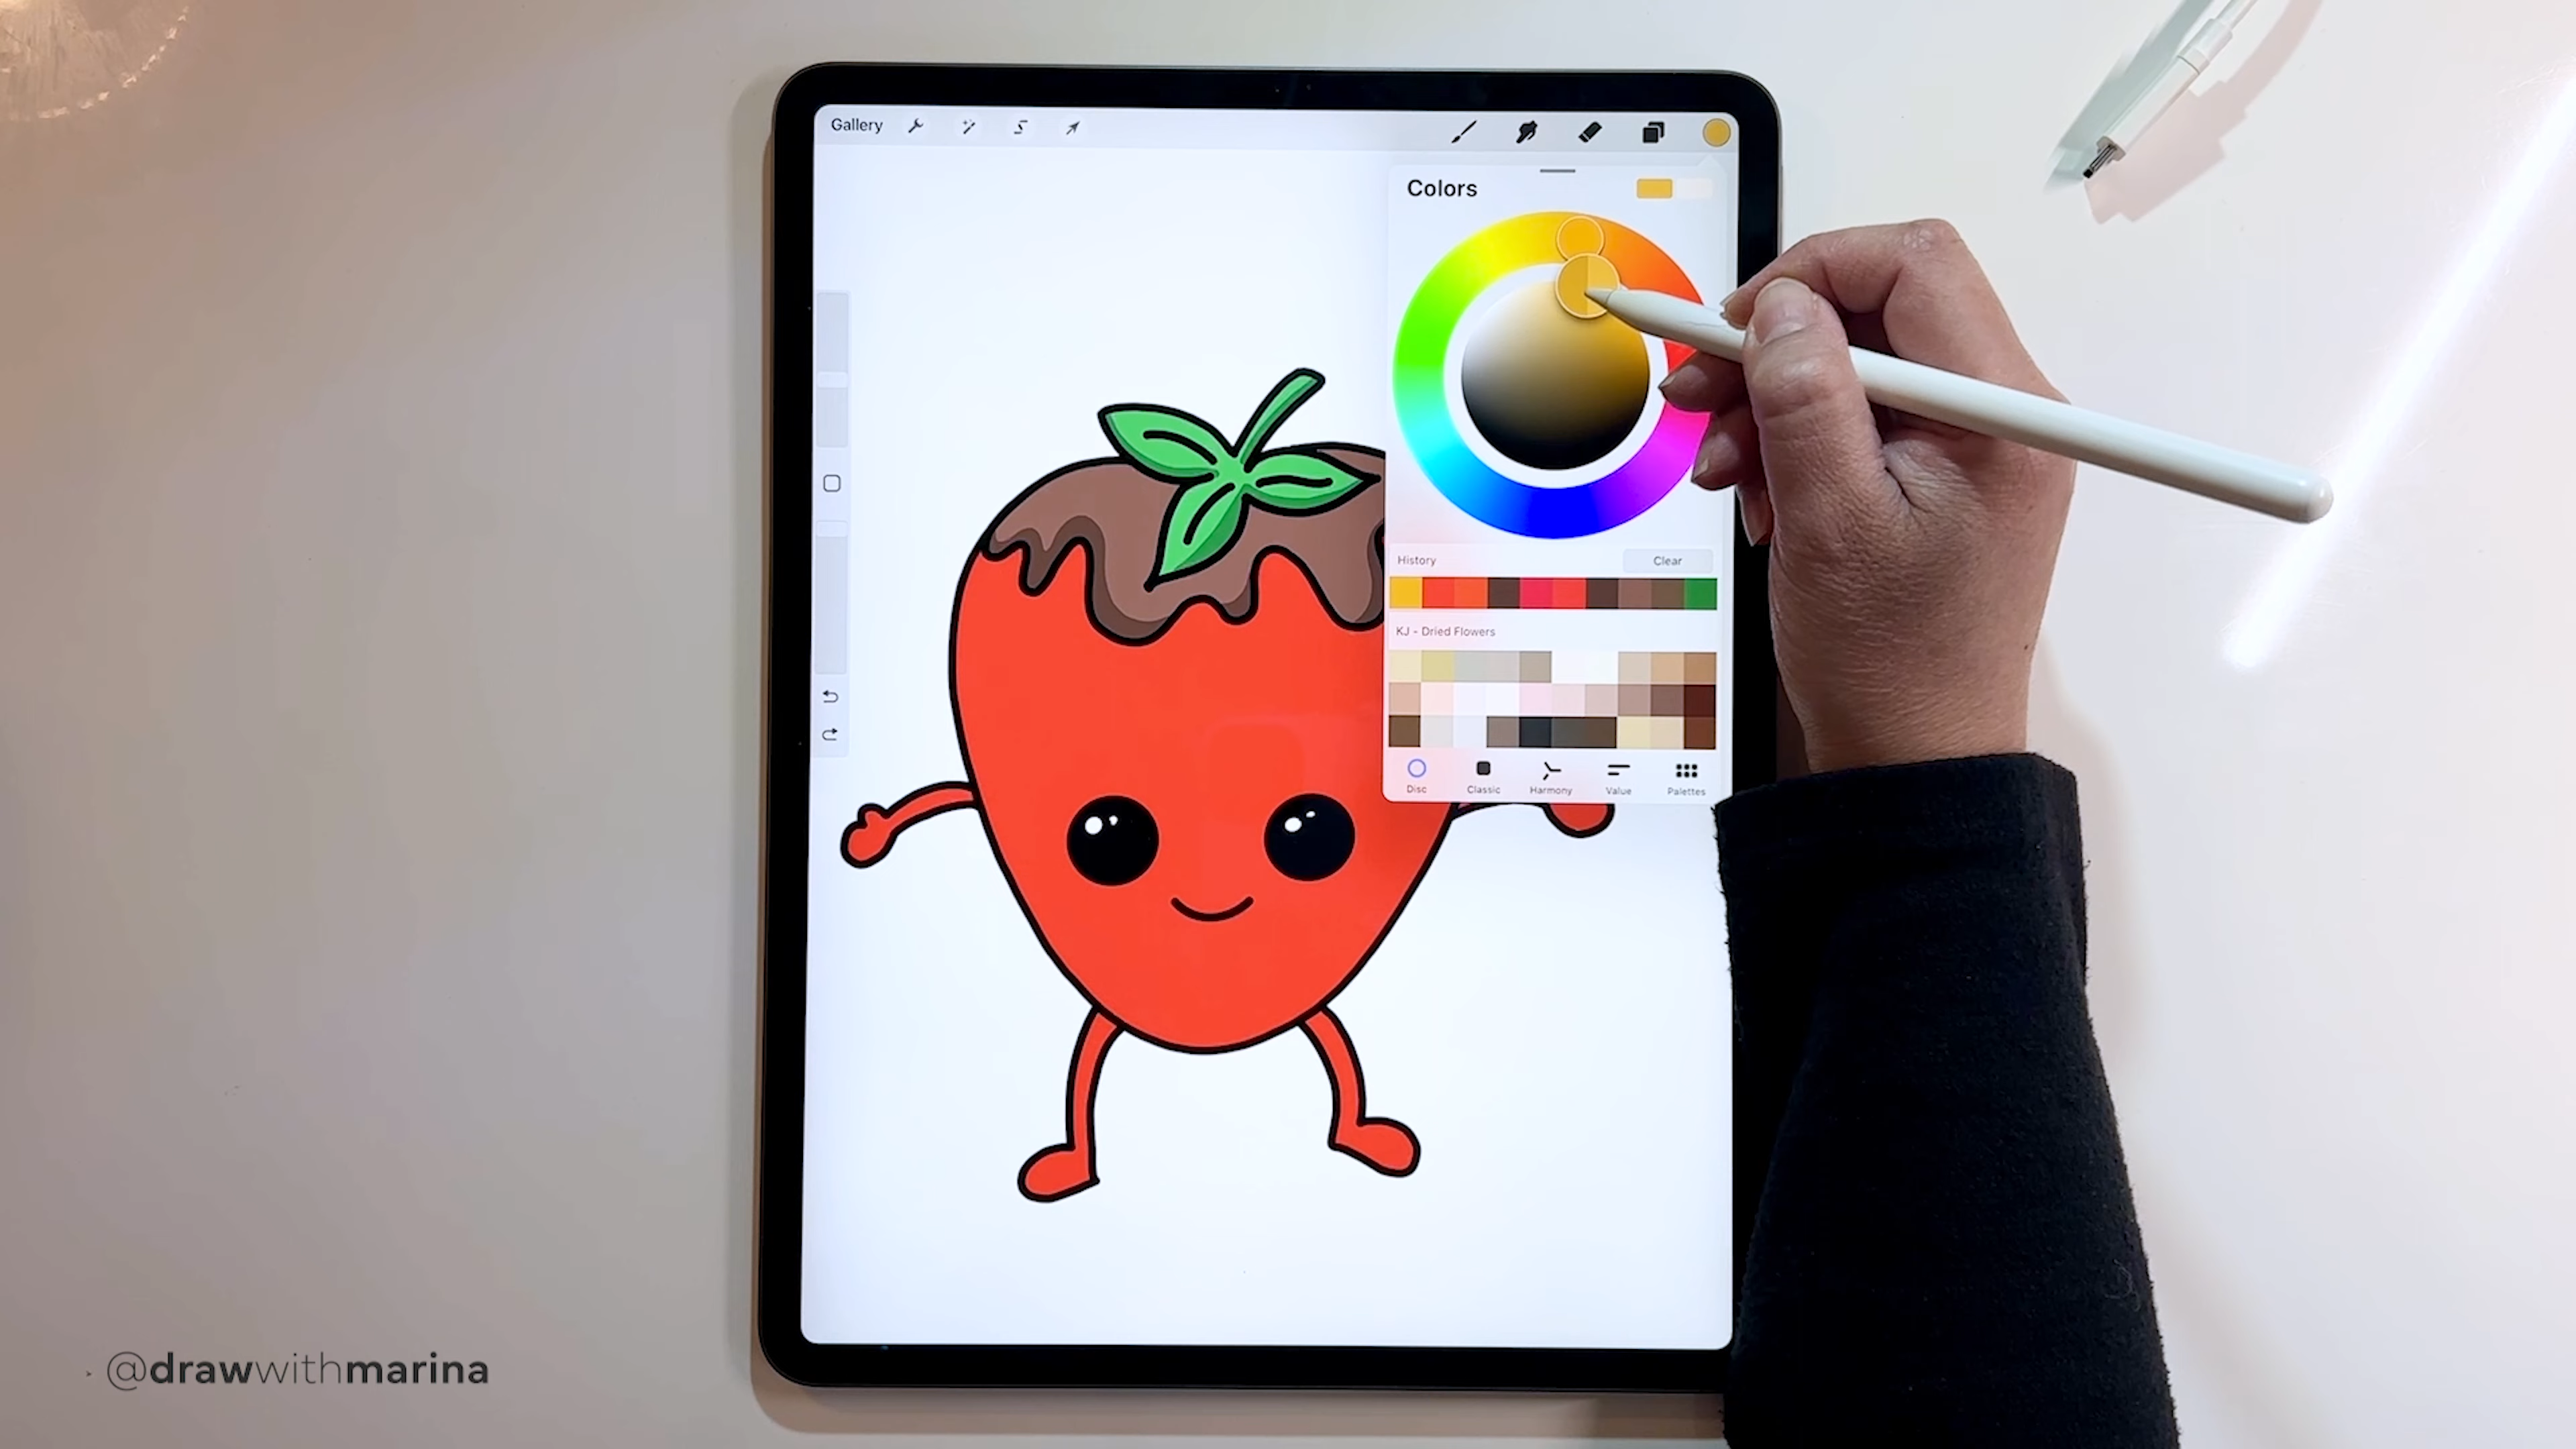 Gallery
Colors
History
Clear
KJ - Dried Flowers
Disc
Classic
Harmony
Value
Palettes
@drawwithmarina